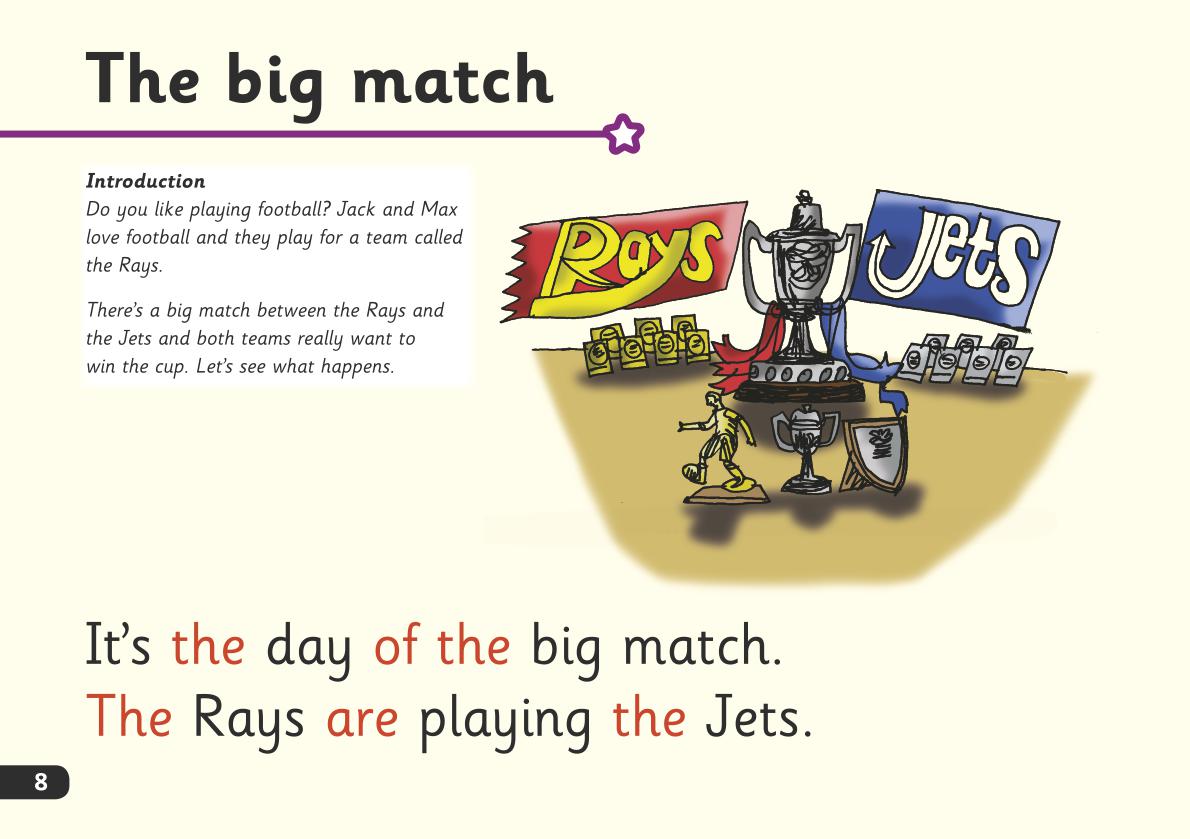 The big match
Introduction
Do you like playing football? Jack and Max
love football and they play for a team called
the Rays.
There's a big match between the Rays and
the Jets and both teams really want to
win the cup. Let's see what happens.
Rays
Jets
It's the day of the big match.
The Rays are playing the Jets.
8